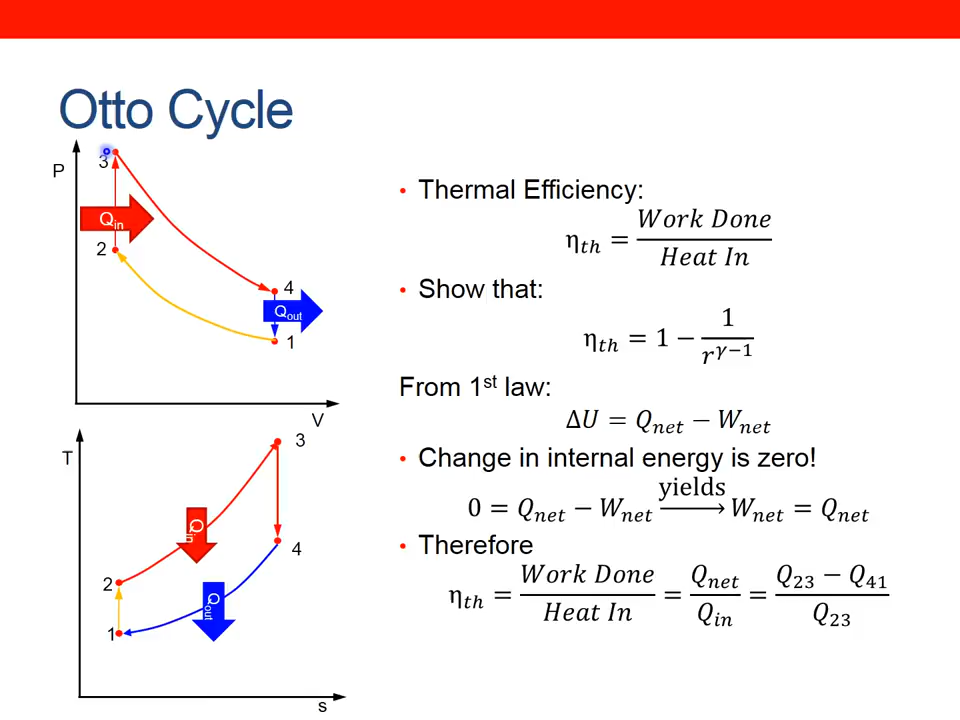 Otto Cycle
P
3
Qin
2
4
Qout
1
V
T
3
Qin
4
2
Qout
1
s
• Thermal Efficiency:
η_th = Work Done / Heat In
• Show that:
η_th = 1 − 1 / r^(γ−1)
From 1st law:
ΔU = Q_net − W_net
• Change in internal energy is zero!
0 = Q_net − W_net yields → W_net = Q_net
• Therefore
η_th = Work Done / Heat In = Q_net / Q_in = Q_23 − Q_41 / Q_23